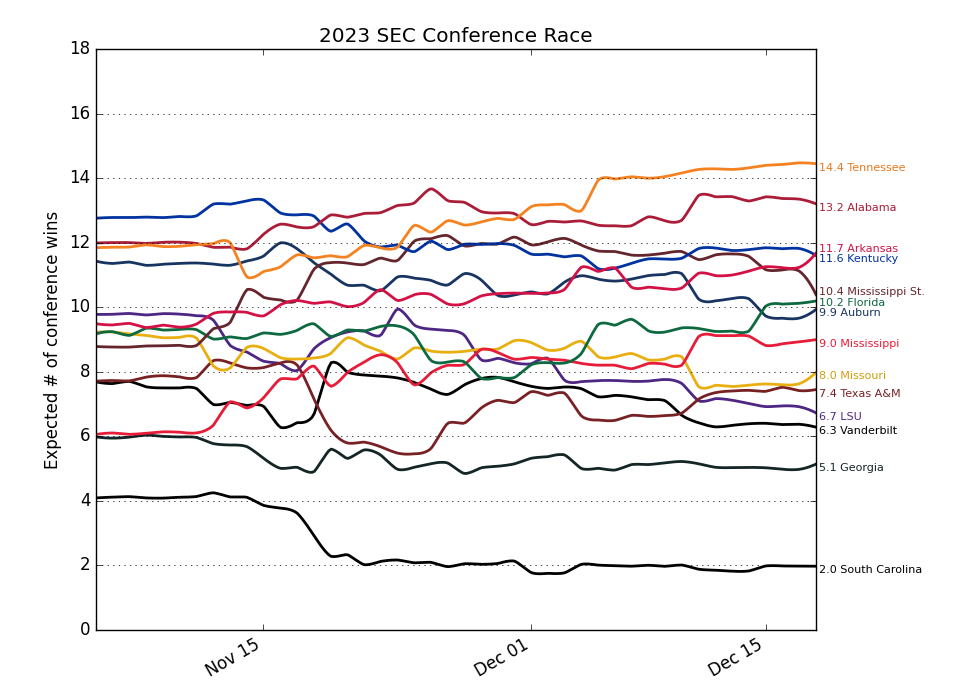 2023 SEC Conference Race
Expected # of conference wins
18
16
14
12
10
8
6
4
2
0
14.4 Tennessee
13.2 Alabama
11.7 Arkansas
11.6 Kentucky
10.4 Mississippi St.
10.2 Florida
9.9 Auburn
9.0 Mississippi
8.0 Missouri
7.4 Texas A&M
6.7 LSU
6.3 Vanderbilt
5.1 Georgia
2.0 South Carolina
Nov 15
Dec 01
Dec 15